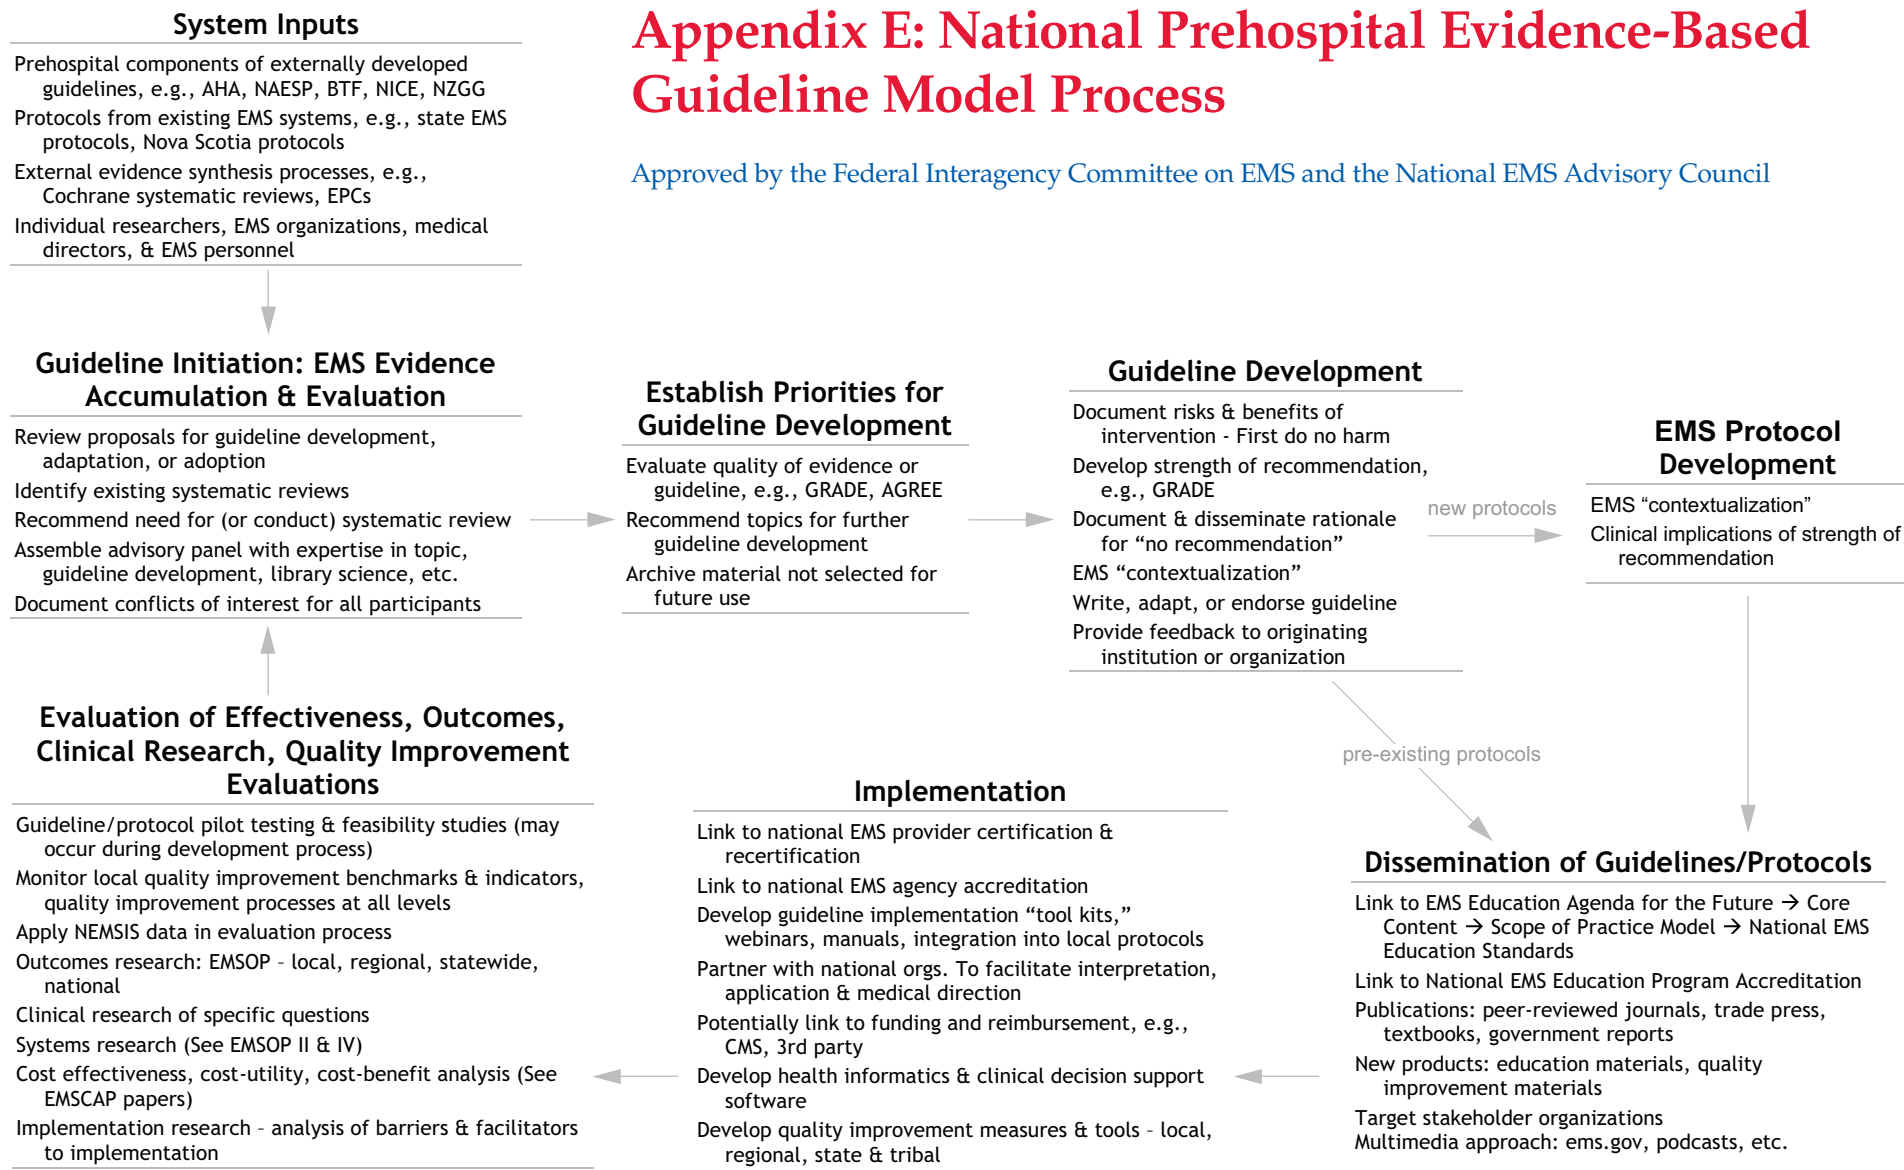 System Inputs
Prehospital components of externally developed
guidelines, e.g., AHA, NAESP, BTF, NICE, NZGG
Protocols from existing EMS systems, e.g., state EMS
protocols, Nova Scotia protocols
External evidence synthesis processes, e.g.,
Cochrane systematic reviews, EPCs
Individual researchers, EMS organizations, medical
directors, & EMS personnel
Appendix E: National Prehospital Evidence-Based
Guideline Model Process
Approved by the Federal Interagency Committee on EMS and the National EMS Advisory Council
Guideline Initiation: EMS Evidence
Accumulation & Evaluation
Review proposals for guideline development,
adaptation, or adoption
Identify existing systematic reviews
Recommend need for (or conduct) systematic review
Assemble advisory panel with expertise in topic,
guideline development, library science, etc.
Document conflicts of interest for all participants
Establish Priorities for
Guideline Development
Evaluate quality of evidence or
guideline, e.g., GRADE, AGREE
Recommend topics for further
guideline development
Archive material not selected for
future use
Guideline Development
Document risks & benefits of
intervention - First do no harm
Develop strength of recommendation,
e.g., GRADE
Document & disseminate rationale
for “no recommendation”
EMS “contextualization”
Write, adapt, or endorse guideline
Provide feedback to originating
institution or organization
new protocols
EMS Protocol
Development
EMS “contextualization”
Clinical implications of strength of
recommendation
pre-existing protocols
Evaluation of Effectiveness, Outcomes,
Clinical Research, Quality Improvement
Evaluations
Guideline/protocol pilot testing & feasibility studies (may
occur during development process)
Monitor local quality improvement benchmarks & indicators,
quality improvement processes at all levels
Apply NEMSIS data in evaluation process
Outcomes research: EMSOP – local, regional, statewide,
national
Clinical research of specific questions
Systems research (See EMSOP II & IV)
Cost effectiveness, cost-utility, cost-benefit analysis (See
EMSCAP papers)
Implementation research – analysis of barriers & facilitators
to implementation
Implementation
Link to national EMS provider certification &
recertification
Link to national EMS agency accreditation
Develop guideline implementation “tool kits,”
webinars, manuals, integration into local protocols
Partner with national orgs. To facilitate interpretation,
application & medical direction
Potentially link to funding and reimbursement, e.g.,
CMS, 3rd party
Develop health informatics & clinical decision support
software
Develop quality improvement measures & tools – local,
regional, state & tribal
Dissemination of Guidelines/Protocols
Link to EMS Education Agenda for the Future → Core
Content → Scope of Practice Model → National EMS
Education Standards
Link to National EMS Education Program Accreditation
Publications: peer-reviewed journals, trade press,
textbooks, government reports
New products: education materials, quality
improvement materials
Target stakeholder organizations
Multimedia approach: ems.gov, podcasts, etc.